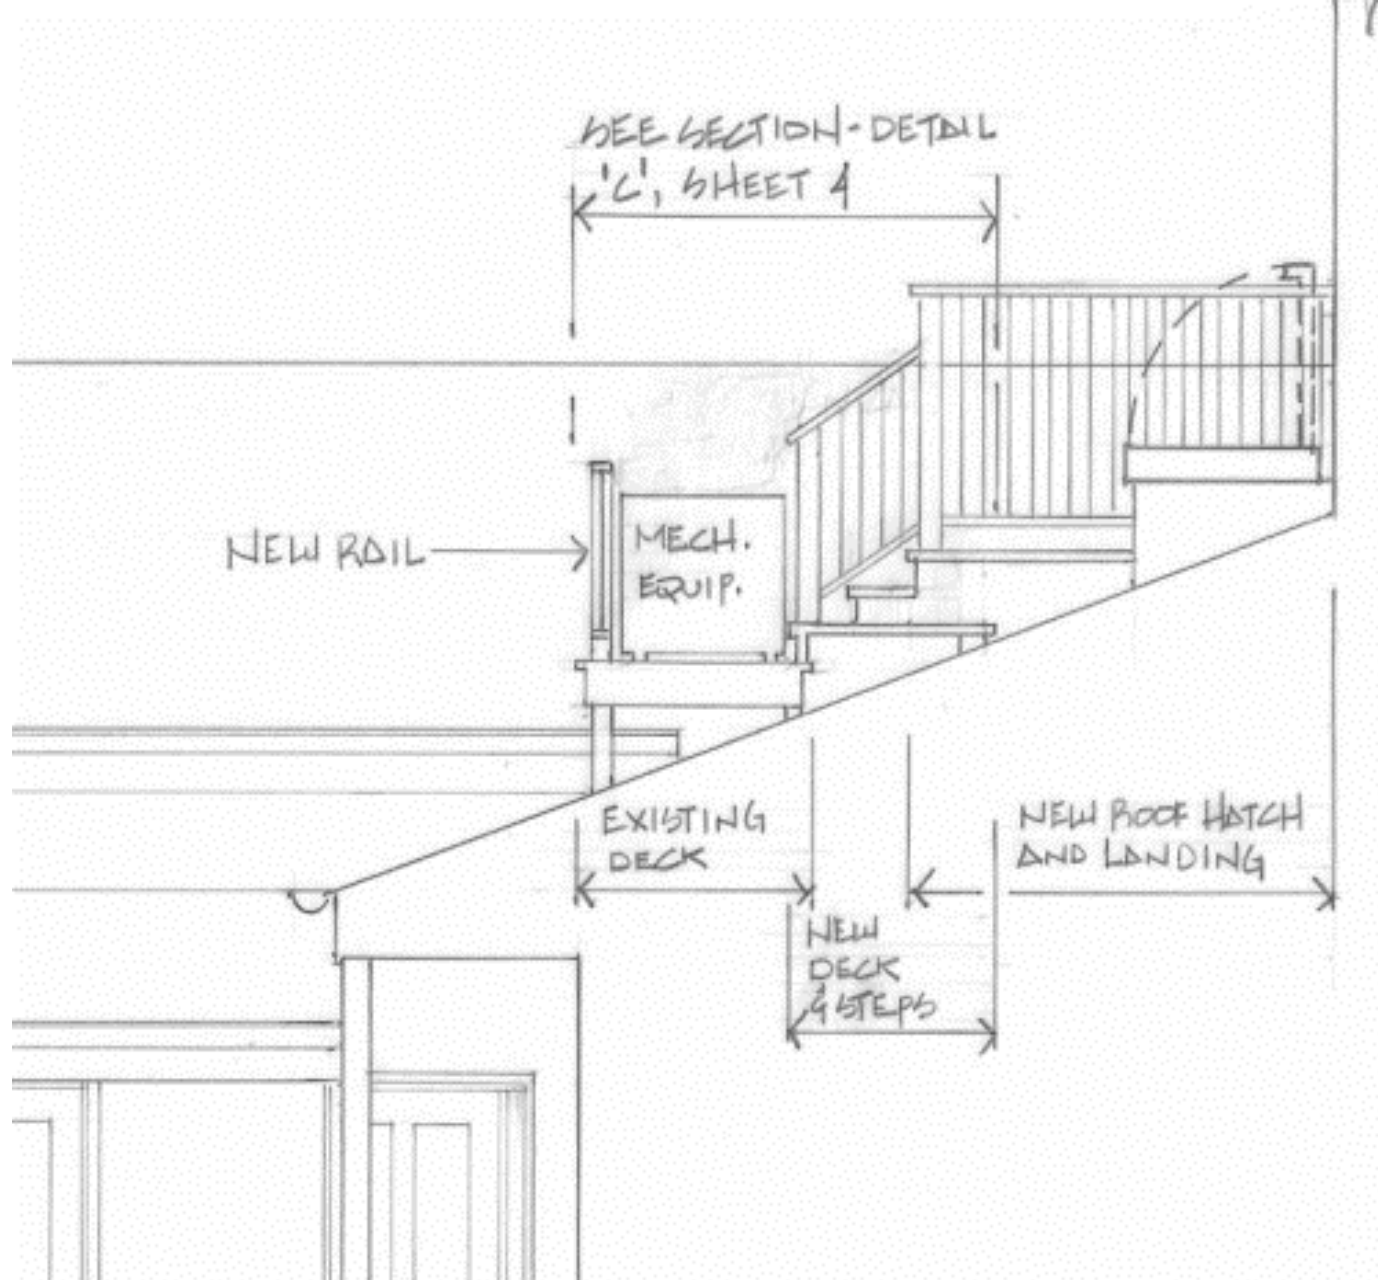 SEE SECTION-DETAIL
'C', SHEET 4
NEW RAIL
MECH.
EQUIP.
EXISTING
DECK
NEW ROOF HATCH
AND LANDING
NEW
DECK
& STEPS